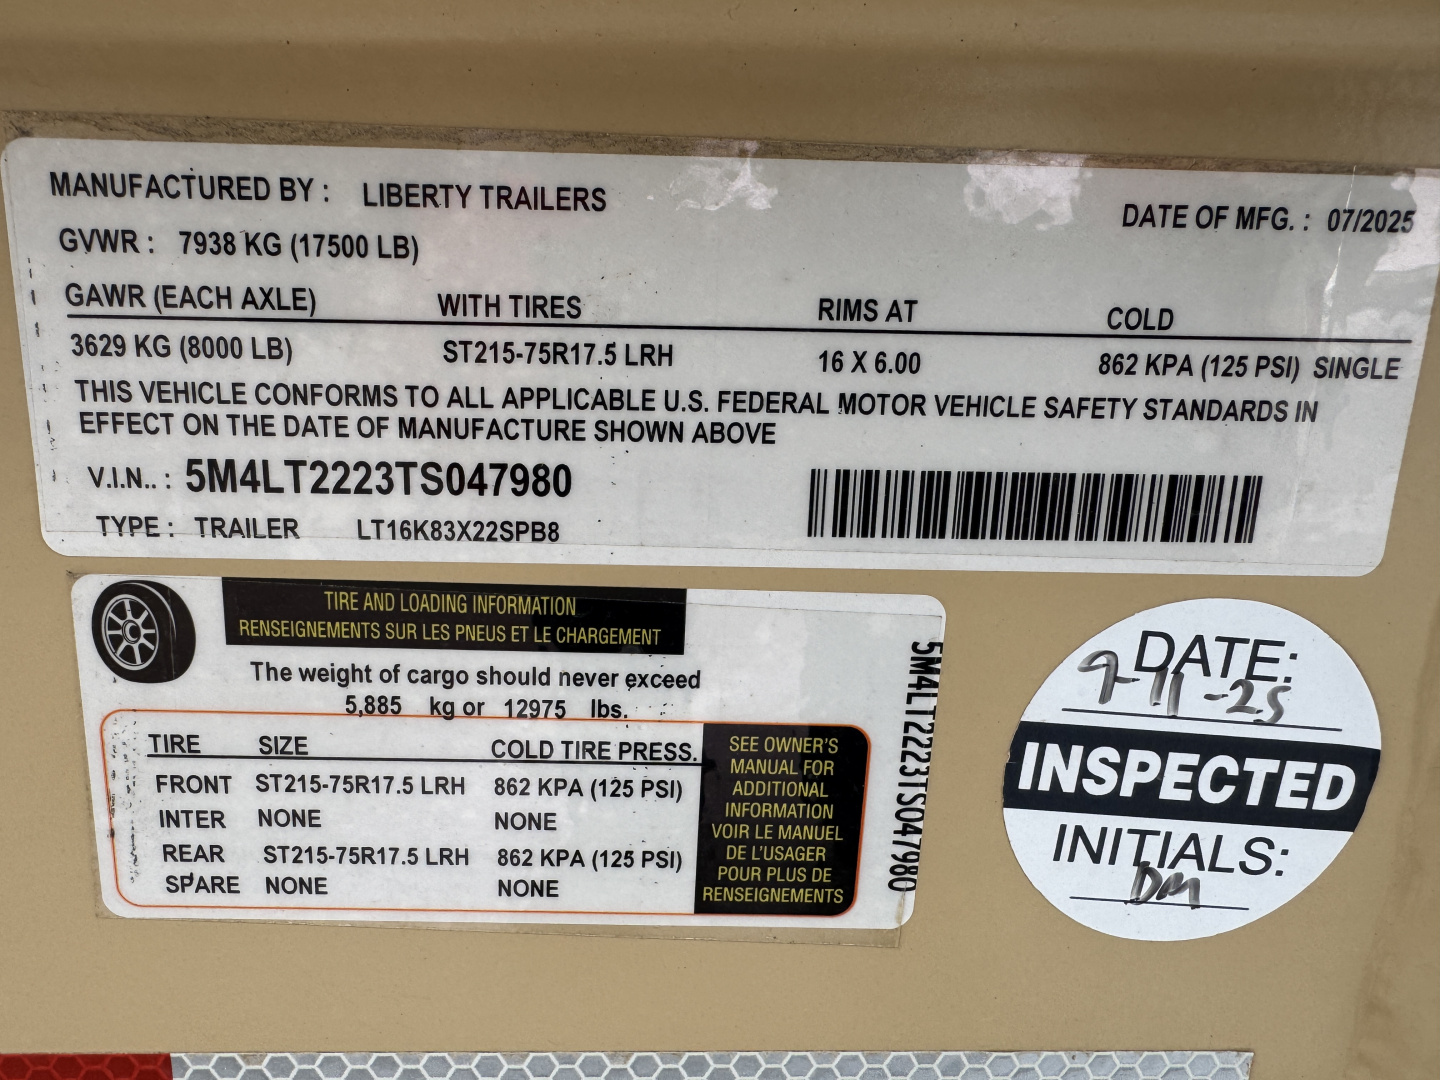 MANUFACTURED BY : LIBERTY TRAILERS
DATE OF MFG. : 07/2025
GVWR : 7938 KG (17500 LB)
GAWR (EACH AXLE) WITH TIRES RIMS AT COLD
3629 KG (8000 LB) ST215-75R17.5 LRH 16 X 6.00 862 KPA (125 PSI) SINGLE
THIS VEHICLE CONFORMS TO ALL APPLICABLE U.S. FEDERAL MOTOR VEHICLE SAFETY STANDARDS IN
EFFECT ON THE DATE OF MANUFACTURE SHOWN ABOVE
V.I.N.. : 5M4LT2223TS047980
TYPE : TRAILER LT16K83X22SPB8
TIRE AND LOADING INFORMATION
RENSEIGNEMENTS SUR LES PNEUS ET LE CHARGEMENT
The weight of cargo should never exceed
5,885 kg or 12975 lbs.
TIRE SIZE COLD TIRE PRESS.
FRONT ST215-75R17.5 LRH 862 KPA (125 PSI)
INTER NONE NONE
REAR ST215-75R17.5 LRH 862 KPA (125 PSI)
SPARE NONE NONE
SEE OWNER'S
MANUAL FOR
ADDITIONAL
INFORMATION
VOIR LE MANUEL
DE L'USAGER
POUR PLUS DE
RENSEIGNEMENTS
5M4LT2223TS047980
DATE:
9-11-25
INSPECTED
INITIALS:
DM